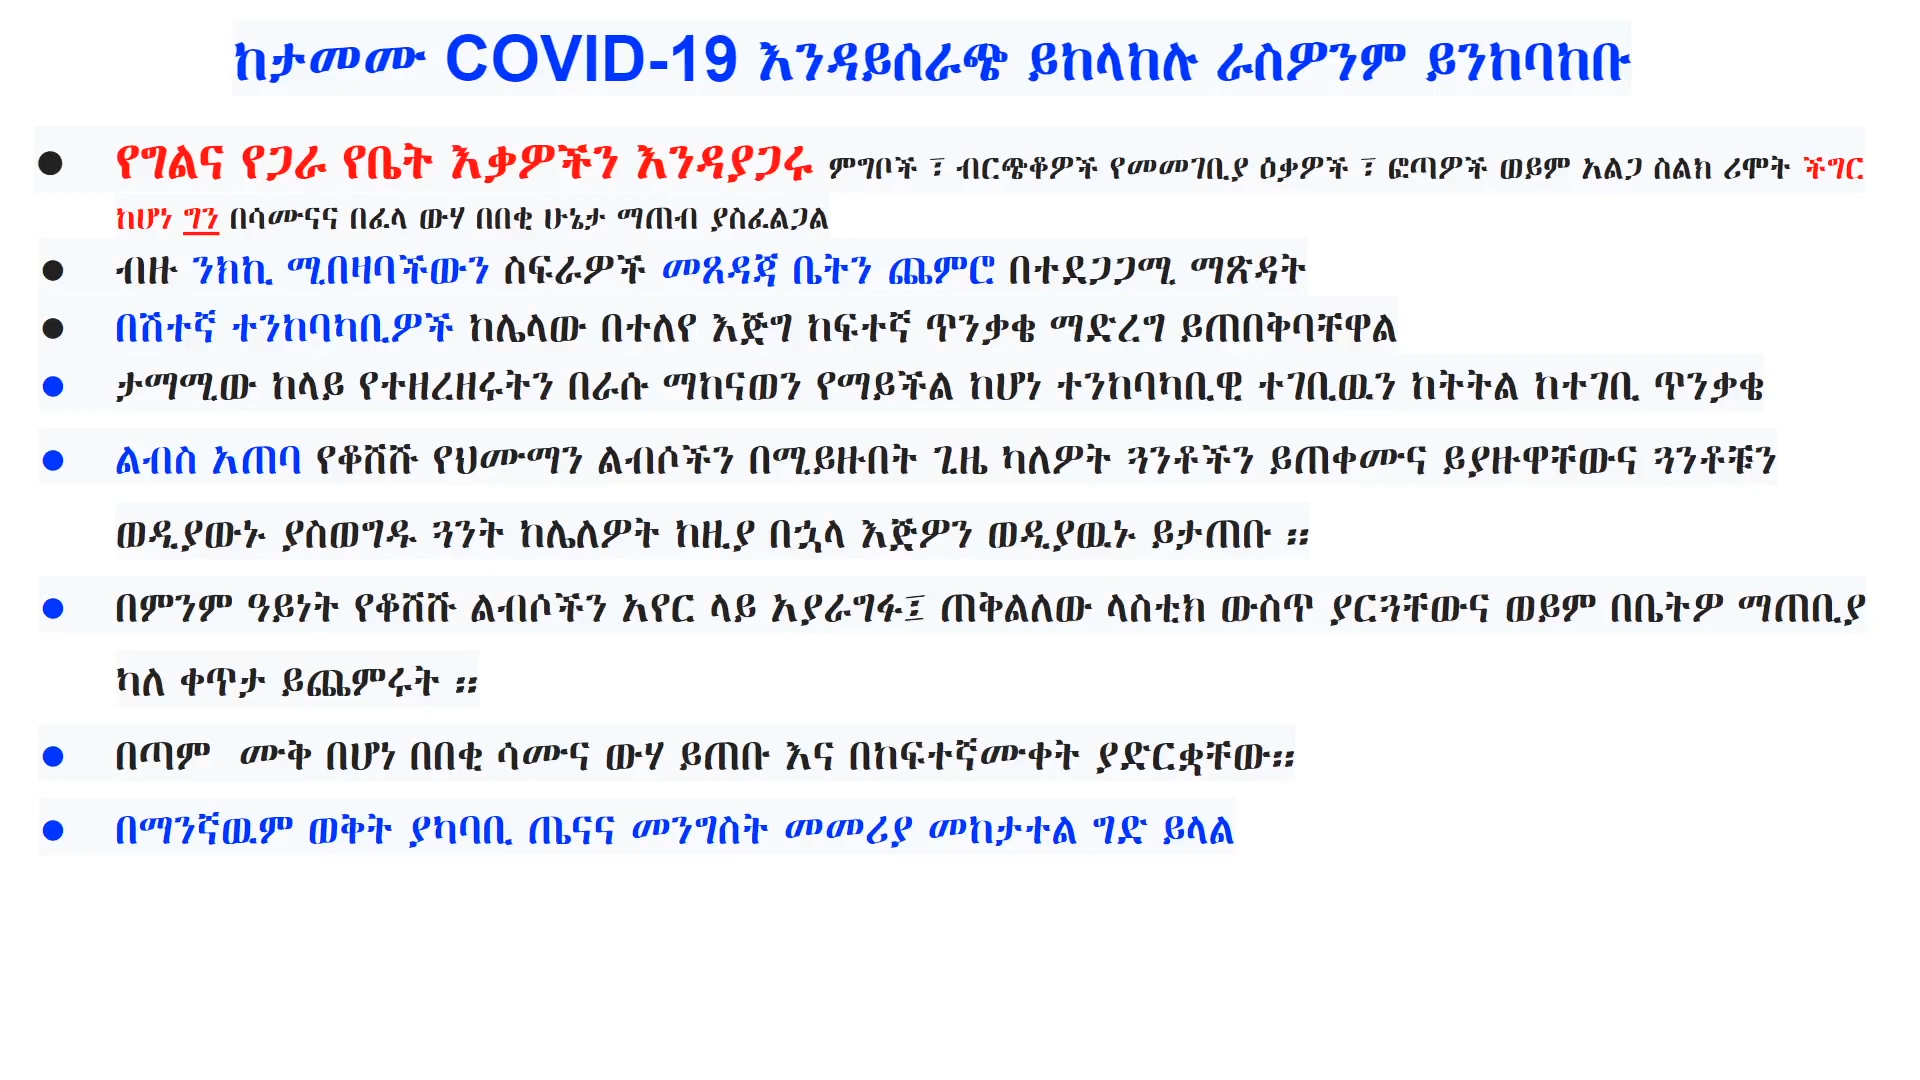 ከታመሙ COVID-19 እንዳይሰራጭ ይከላከሉ ራስዎንም ይንከባከቡ
● የግልና የጋራ የቤት እቃዎችን እንዳያጋሩ ምግቦች ፣ ብርጭቆዎች የመመገቢያ ዕቃዎች ፣ ፎጣዎች ወይም አልጋ ስልክ ሪሞት ችግር
ከሆነ ግን በሳሙናና በፈላ ውሃ በበቂ ሁኔታ ማጠብ ያስፈልጋል
● ብዙ ንክኪ ሚበዛባችውን ስፍራዎች መጸዳጃ ቤትን ጨምሮ በተደጋጋሚ ማጽዳት
● በሽተኛ ተንከባካቢዎች ከሌላው በተለየ እጅግ ከፍተኛ ጥንቃቄ ማድረግ ይጠበቅባቸዋል
● ታማሚው ከላይ የተዘረዘሩትን በራሱ ማከናወን የማይችል ከሆነ ተንከባካቢዊ ተገቢዉን ከትትል ከተገቢ ጥንቃቄ
● ልብስ አጠባ የቆሸሹ የህሙማን ልብሶችን በሚይዙበት ጊዜ ካለዎት ጓንቶችን ይጠቀሙና ይያዙዋቸውና ጓንቶቹን
ወዲያውኑ ያስወግዱ ጓንት ከሌለዎት ከዚያ በኋላ እጅዎን ወዲያዉኑ ይታጠቡ ።
● በምንም ዓይነት የቆሸሹ ልብሶችን አየር ላይ አያራግፉ፤ ጠቅልለው ላስቲክ ውስጥ ያርጓቸውና ወይም በቤትዎ ማጠቢያ
ካለ ቀጥታ ይጨምሩት ።
● በጣም ሙቅ በሆነ በበቂ ሳሙና ውሃ ይጠቡ እና በከፍተኛሙቀት ያድርቋቸው።
● በማንኛዉም ወቅት ያካባቢ ጤናና መንግስት መመሪያ መከታተል ግድ ይላል